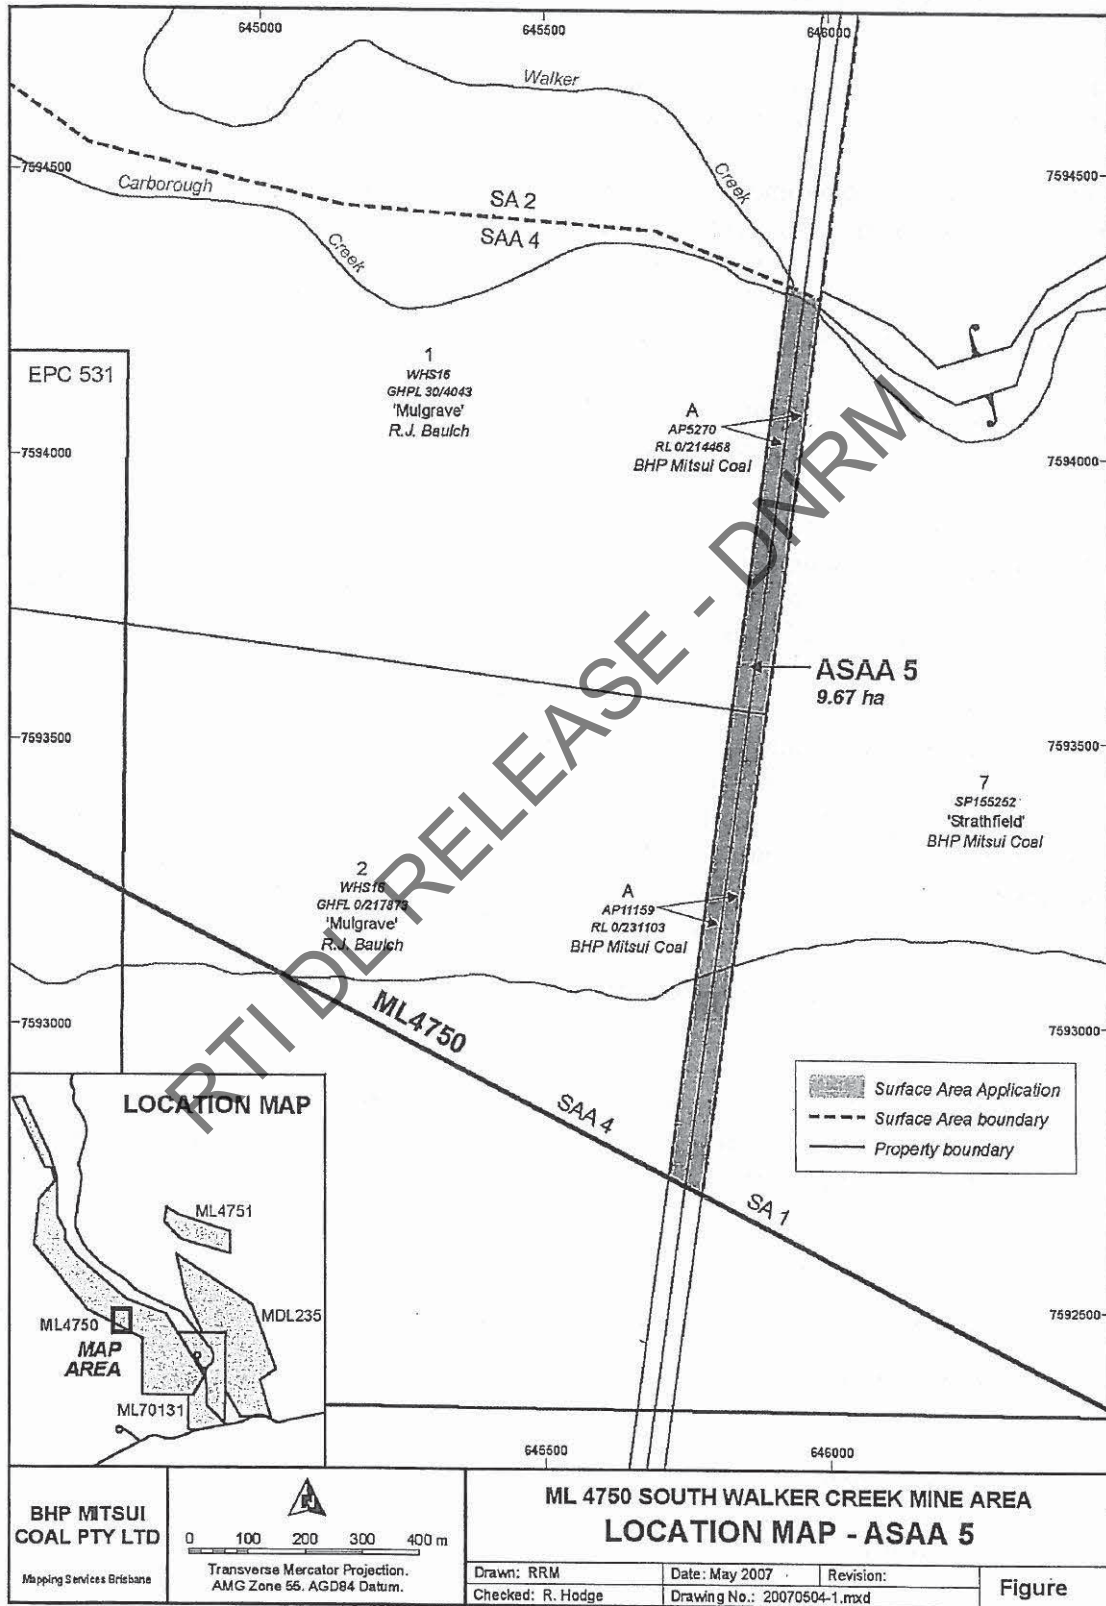 645000
645500
646000
Walker
Creek
7594500
7594500
Carborough
Creek
SA 2
SAA 4
EPC 531
1
WHS16
GHPL 30/4043
'Mulgrave'
R.J. Baulch
A
AP5270
RL 0/214468
BHP Mitsui Coal
7594000
7594000
ASAA 5
9.67 ha
7593500
7593500
7
SP155252
'Strathfield'
BHP Mitsui Coal
2
WHS16
GHFL 0/217873
'Mulgrave'
R.J. Baulch
A
AP11159
RL 0/231103
BHP Mitsui Coal
7593000
7593000
ML4750
SAA 4
SA 1
Surface Area Application
Surface Area boundary
Property boundary
LOCATION MAP
ML4751
ML4750
MDL235
MAP
AREA
ML70131
7592500
645500
646000
RTI DL RELEASE - DNRM
BHP MITSUI
COAL PTY LTD
Mapping Services Brisbane
N
0 100 200 300 400 m
Transverse Mercator Projection.
AMG Zone 55. AGD84 Datum.
ML 4750 SOUTH WALKER CREEK MINE AREA
LOCATION MAP - ASAA 5
Drawn: RRM
Date: May 2007
Revision:
Checked: R. Hodge
Drawing No.: 20070504-1.mxd
Figure